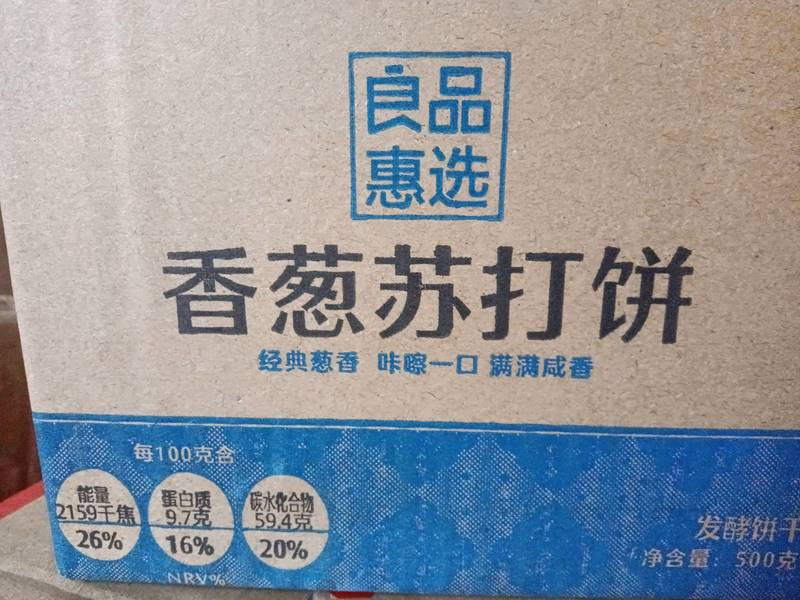 良品
惠选
香葱苏打饼
经典葱香 咔嚓一口 满满咸香
每100克含
能量
2159千焦
26%
蛋白质
9.7克
16%
碳水化合物
59.4克
20%
NRV%
发酵饼干
净含量：500克